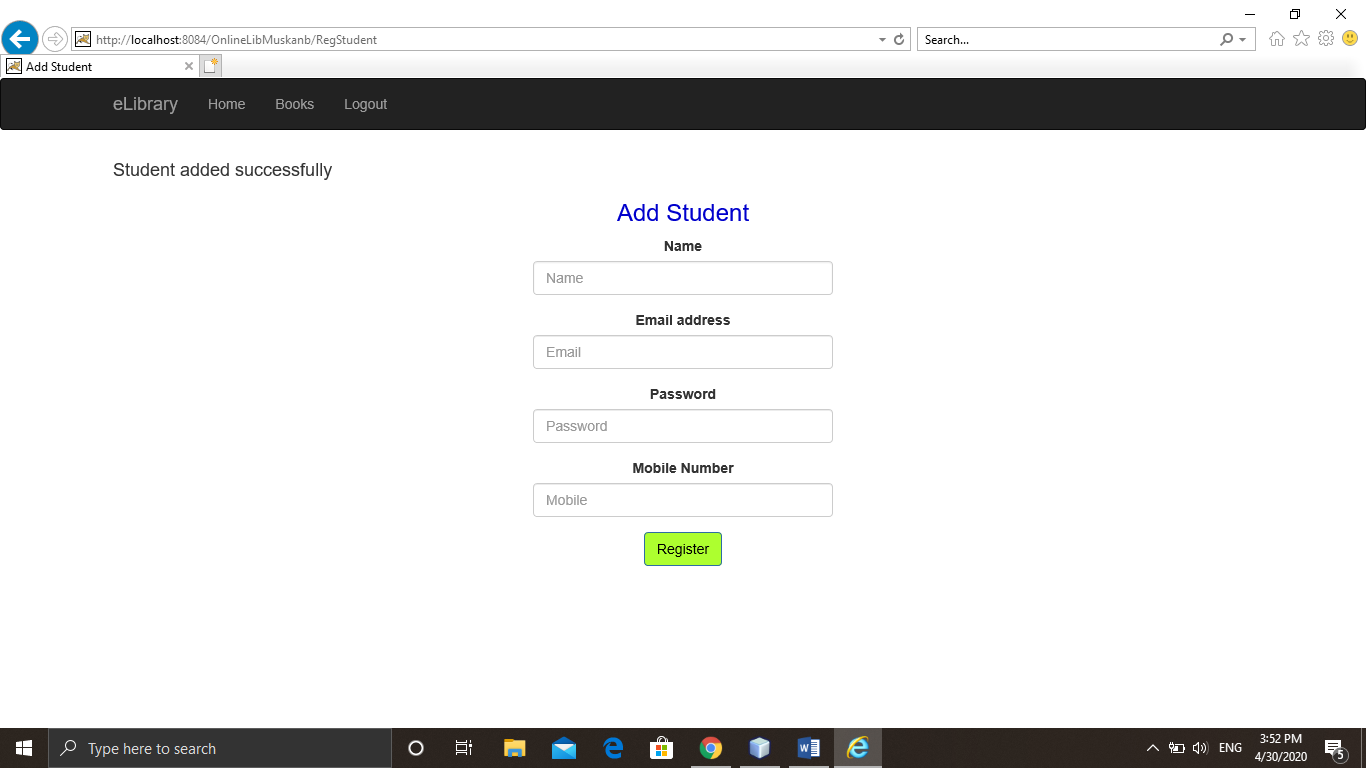 http://localhost:8084/OnlineLibMuskanb/RegStudent
Search...
Add Student
eLibrary Home Books Logout
Student added successfully
Add Student
Name
Name
Email address
Email
Password
Password
Mobile Number
Mobile
Register
Type here to search
ENG
3:52 PM
4/30/2020
5